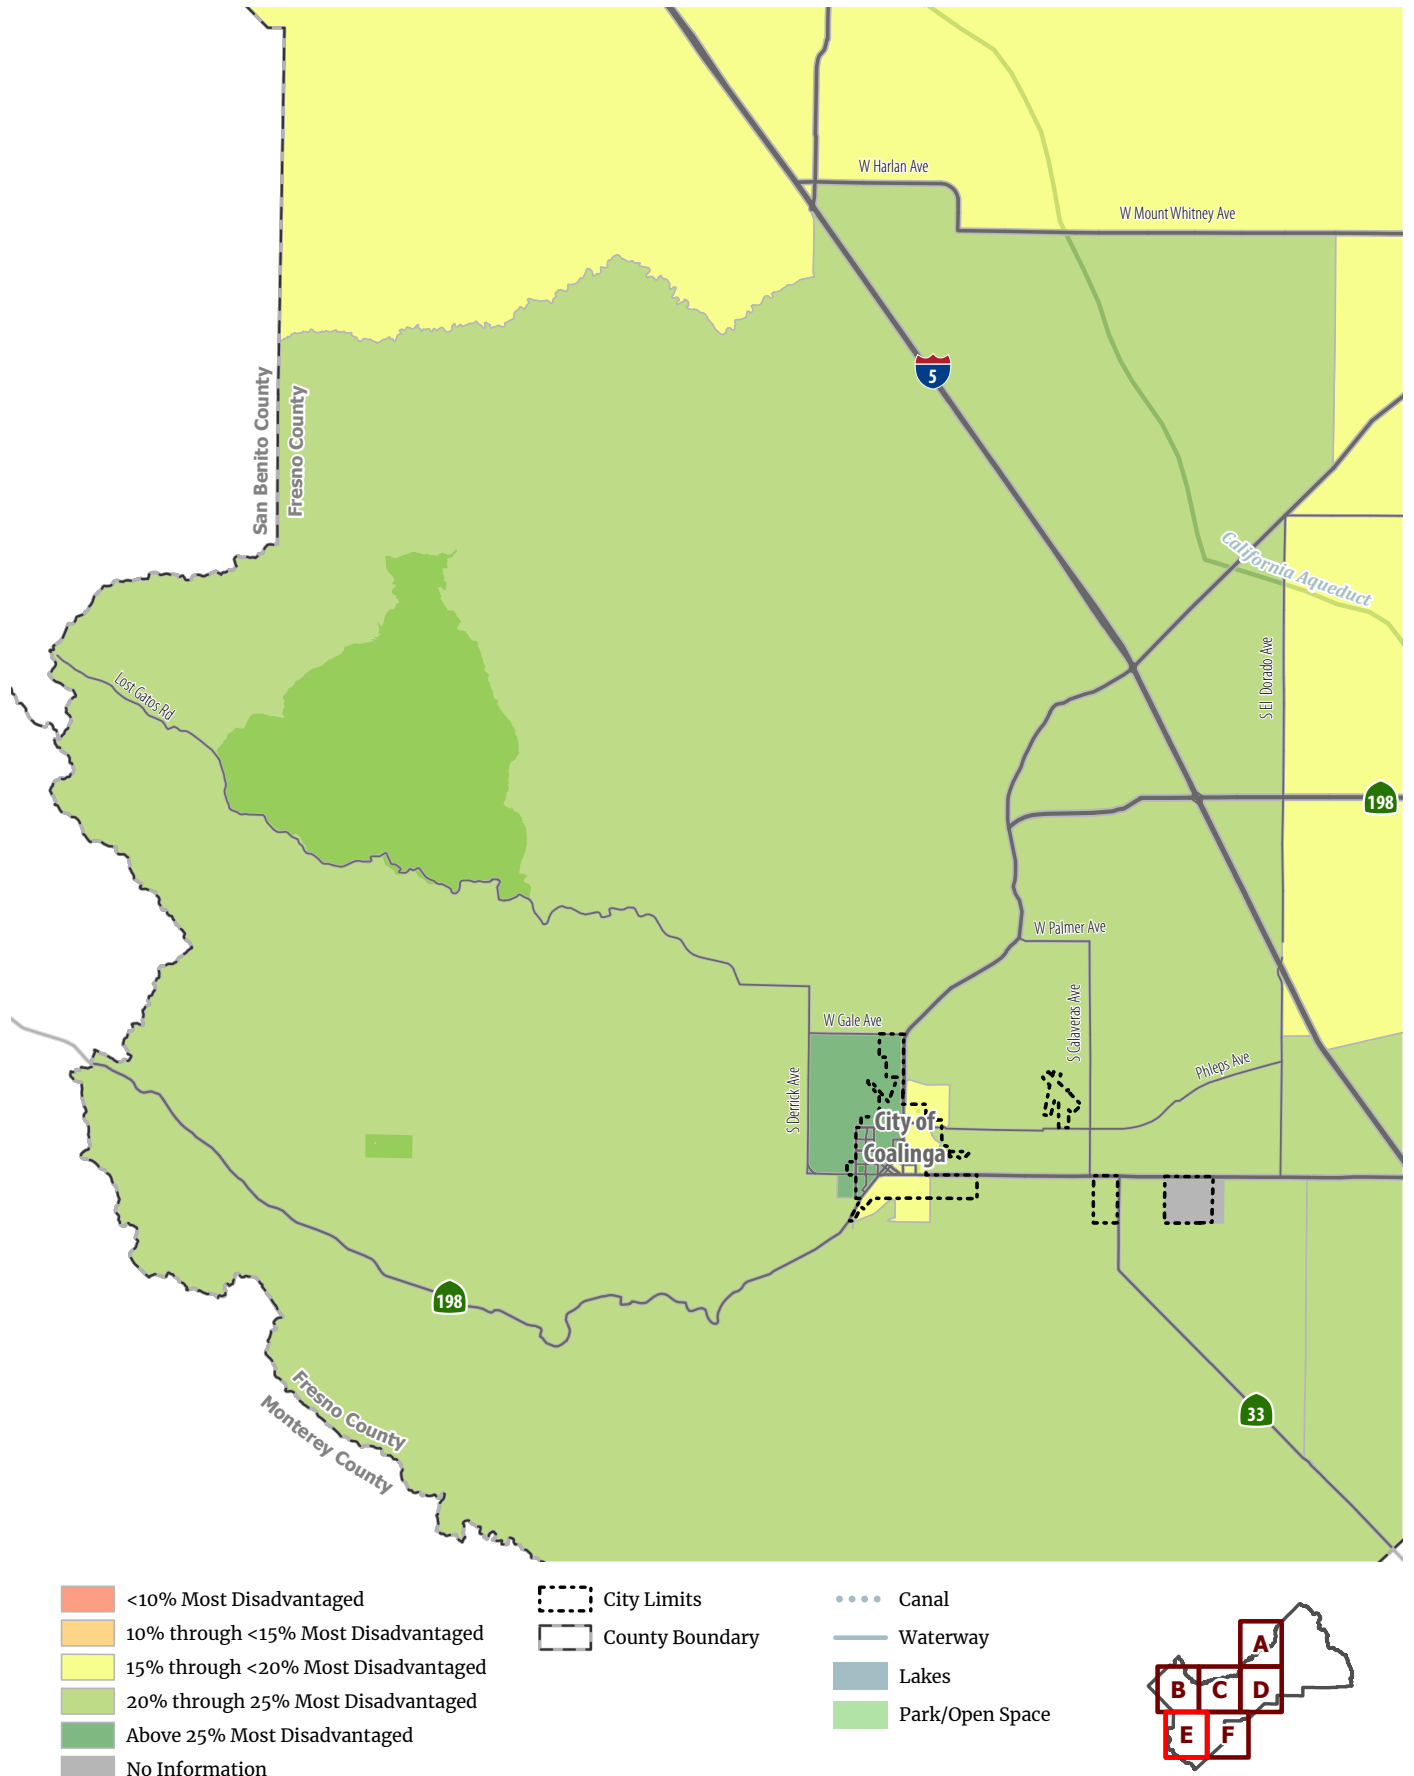 W Harlan Ave
W Mount Whitney Ave
5
San Benito County
Fresno County
California Aqueduct
S El Dorado Ave
Lost Gatos Rd
198
W Palmer Ave
S Calaveras Ave
W Gale Ave
S Derrick Ave
Phleps Ave
City of
Coalinga
198
Fresno County
Monterey County
33
<10% Most Disadvantaged
10% through <15% Most Disadvantaged
15% through <20% Most Disadvantaged
20% through 25% Most Disadvantaged
Above 25% Most Disadvantaged
No Information
City Limits
County Boundary
Canal
Waterway
Lakes
Park/Open Space
A
B C D
E F